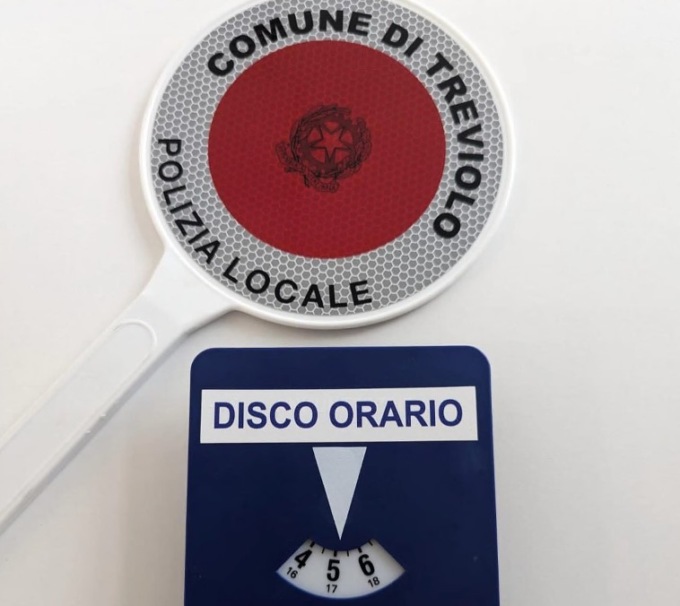 COMUNE DI TREVIOLO
POLIZIA LOCALE
DISCO ORARIO
4 5 6
16 17 18